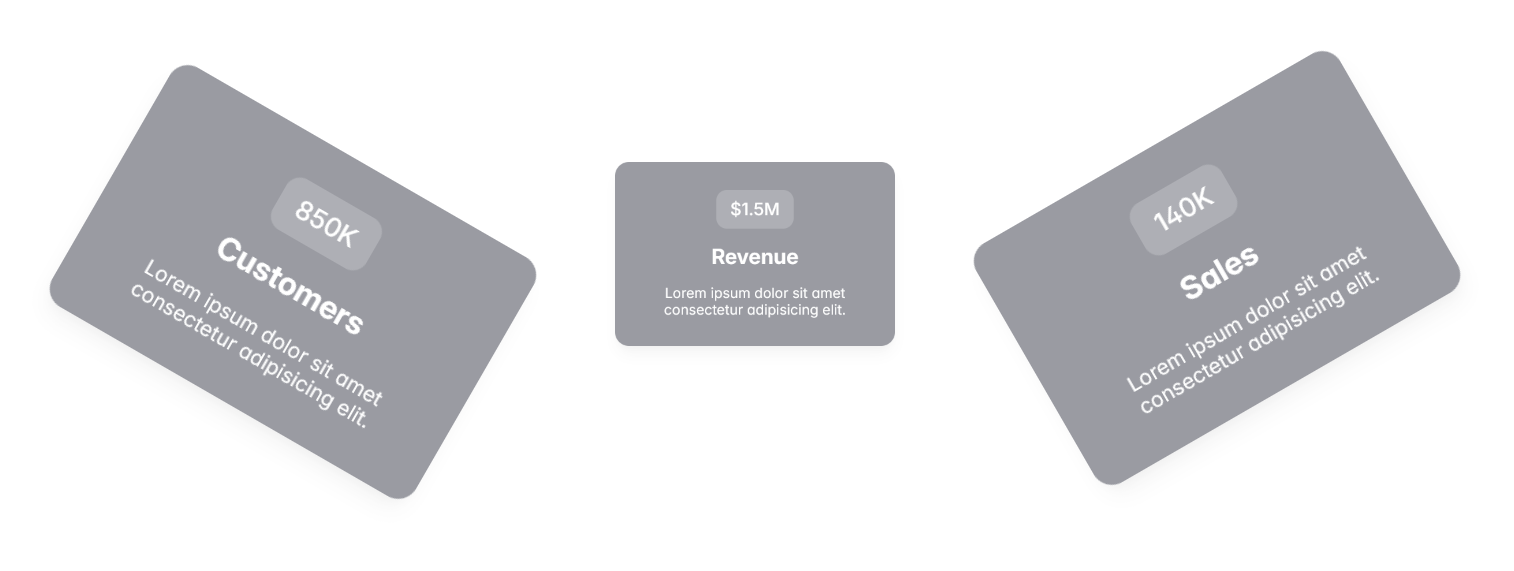 850K
Customers
Lorem ipsum dolor sit amet
consectetur adipisicing elit.
$1.5M
Revenue
Lorem ipsum dolor sit amet
consectetur adipisicing elit.
140K
Sales
Lorem ipsum dolor sit amet
consectetur adipisicing elit.